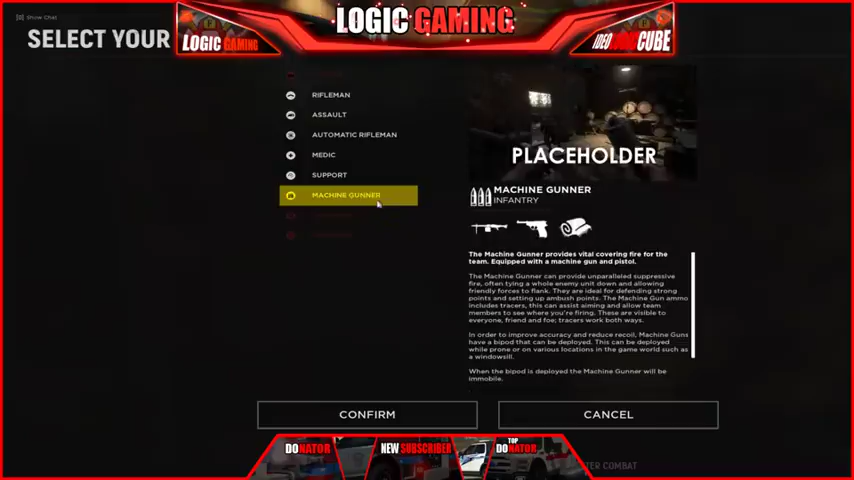 Show Chat
LOGIC GAMING
SELECT YOUR
LOGIC GAMING
CUBE
RIFLEMAN
ASSAULT
AUTOMATIC RIFLEMAN
MEDIC
SUPPORT
MACHINE GUNNER
PLACEHOLDER
MACHINE GUNNER
INFANTRY
The Machine Gunner provides vital covering fire for the
team. Equipped with a machine gun and pistol.
The Machine Gunner can provide unparalleled suppressive
fire, often tying a whole enemy unit down and allowing
friendly forces to flank. They are ideal for defending strong
points and setting up ambush points. The Machine Gun ammo
includes tracers, this can assist aiming and allow team
members to see where you're firing. These are visible to
everyone, friend and foe; tracers work both ways.
In order to improve accuracy and reduce recoil, Machine Guns
have a bipod that can be deployed. This can be deployed
while prone or on various locations in the game world such as
a windowsill.
When the bipod is deployed the Machine Gunner will be
immobile.
CONFIRM
CANCEL
DONATOR
NEW SUBSCRIBER
TOP
DONATOR
COMBAT